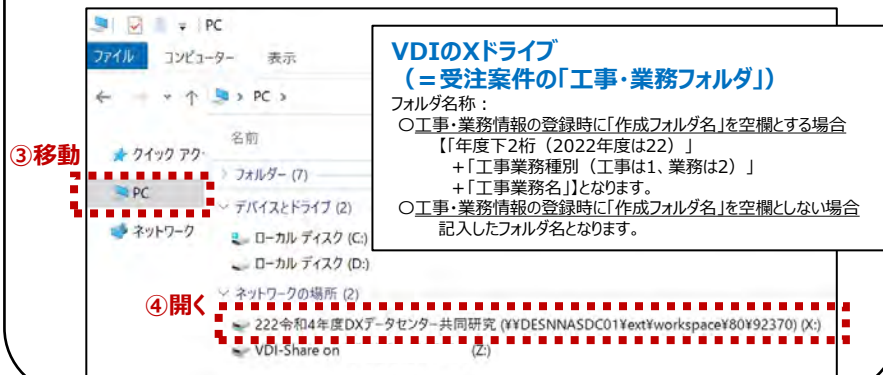 PC
ファイル コンピューター 表示
PC
VDIのXドライブ
(=受注案件の「工事・業務フォルダ」)
フォルダ名称:
〇工事・業務情報の登録時に「作成フォルダ名」を空欄とする場合
【「年度下2桁(2022年度は22)」
+「工事業務種別(工事は1、業務は2)」
+「工事業務名」】となります。
〇工事・業務情報の登録時に「作成フォルダ名」を空欄としない場合
記入したフォルダ名となります。
③移動
クイック アク
PC
ネットワーク
名前
フォルダー (7)
デバイスとドライブ (2)
ローカル ディスク (C:)
ローカル ディスク (D:)
ネットワークの場所 (2)
④開く
222令和4年度DXデータセンター共同研究 (¥¥DESNNASDC01¥ext¥workspace¥80¥92370) (X:)
VDI-Share on (Z:)